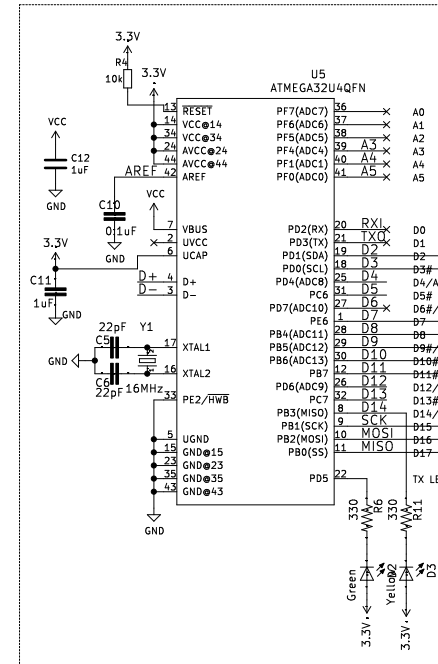 3.3V
R4
10k
3.3V
U5
ATMEGA32U4QFN
VCC
C12
1uF
GND
AREF
C10
0.1uF
GND
VCC
3.3V
C11
1uF
GND
D+
D-
22pF
C5
Y1
GND
C6
22pF
16MHz
GND
13 RESET
14 VCC@14
34 VCC@34
24 AVCC@24
44 AVCC@44
42 AREF
7 VBUS
2 UVCC
6 UCAP
4 D+
3 D-
17 XTAL1
16 XTAL2
33 PE2/HWB
5 UGND
15 GND@15
23 GND@23
35 GND@35
43 GND@43
PF7(ADC7) 36 A0
PF6(ADC6) 37 A1
PF5(ADC5) 38 A2
PF4(ADC4) 39 A3 A3
PF1(ADC1) 40 A4 A4
PF0(ADC0) 41 A5 A5
PD2(RX) 20 RXI D0
PD3(TX) 21 TXO D1
PD1(SDA) 19 D2 D2
PD0(SCL) 18 D3 D3#
PD4(ADC8) 25 D4 D4/A
PC6 31 D5 D5#
PD7(ADC10) 27 D6 D6#/
PE6 1 D7 D7
PB4(ADC11) 28 D8 D8
PB5(ADC12) 29 D9 D9#/
PB6(ADC13) 30 D10 D10#
PB7 12 D11 D11#
PD6(ADC9) 26 D12 D12/
PC7 32 D13 D13#
PB3(MISO) 8 D14 D14/
PB1(SCK) 9 SCK D15
PB2(MOSI) 10 MOSI D16
PB0(SS) 11 MISO D17
PD5 22
TX LE
330
R6
330
R11
Green
D2
Yellow
D3
3.3V
3.3V